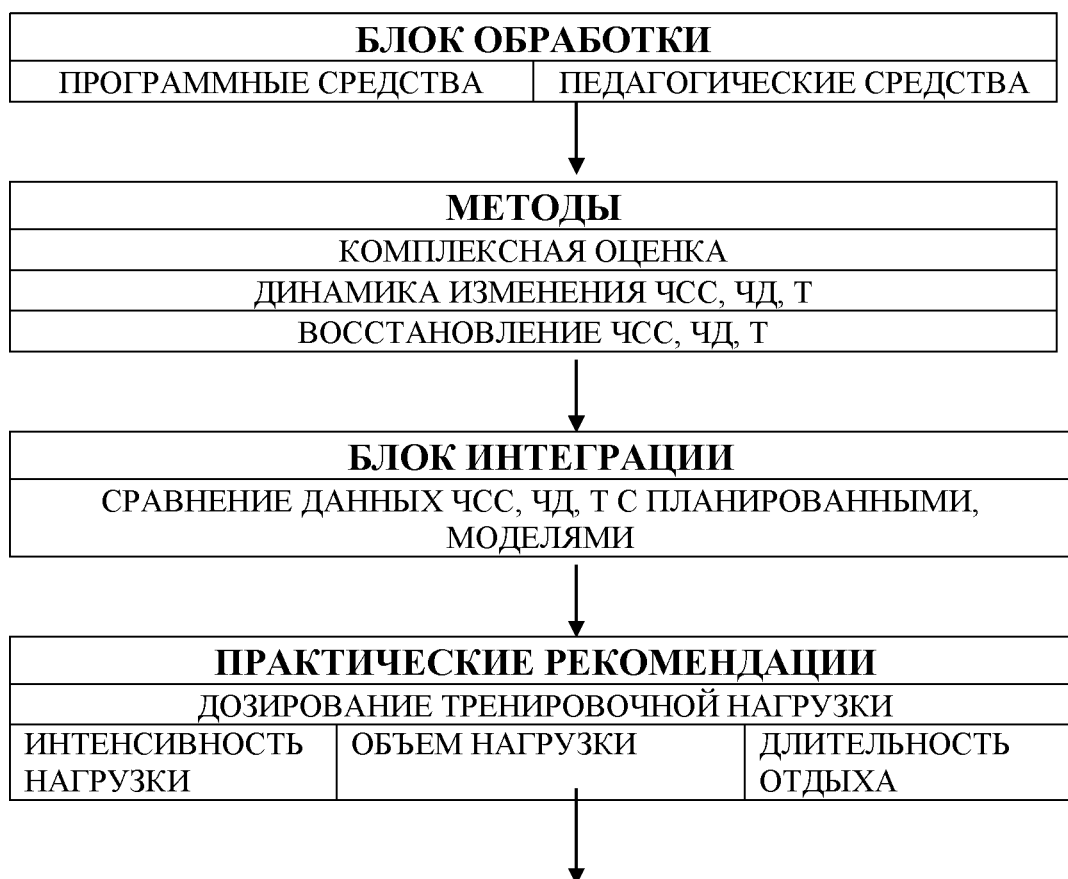 БЛОК ОБРАБОТКИ
ПРОГРАММНЫЕ СРЕДСТВА ПЕДАГОГИЧЕСКИЕ СРЕДСТВА
МЕТОДЫ
КОМПЛЕКСНАЯ ОЦЕНКА
ДИНАМИКА ИЗМЕНЕНИЯ ЧСС, ЧД, Т
ВОССТАНОВЛЕНИЕ ЧСС, ЧД, Т
БЛОК ИНТЕГРАЦИИ
СРАВНЕНИЕ ДАННЫХ ЧСС, ЧД, Т С ПЛАНИРОВАННЫМИ,
МОДЕЛЯМИ
ПРАКТИЧЕСКИЕ РЕКОМЕНДАЦИИ
ДОЗИРОВАНИЕ ТРЕНИРОВОЧНОЙ НАГРУЗКИ
ИНТЕНСИВНОСТЬ
НАГРУЗКИ
ОБЪЕМ НАГРУЗКИ
ДЛИТЕЛЬНОСТЬ
ОТДЫХА